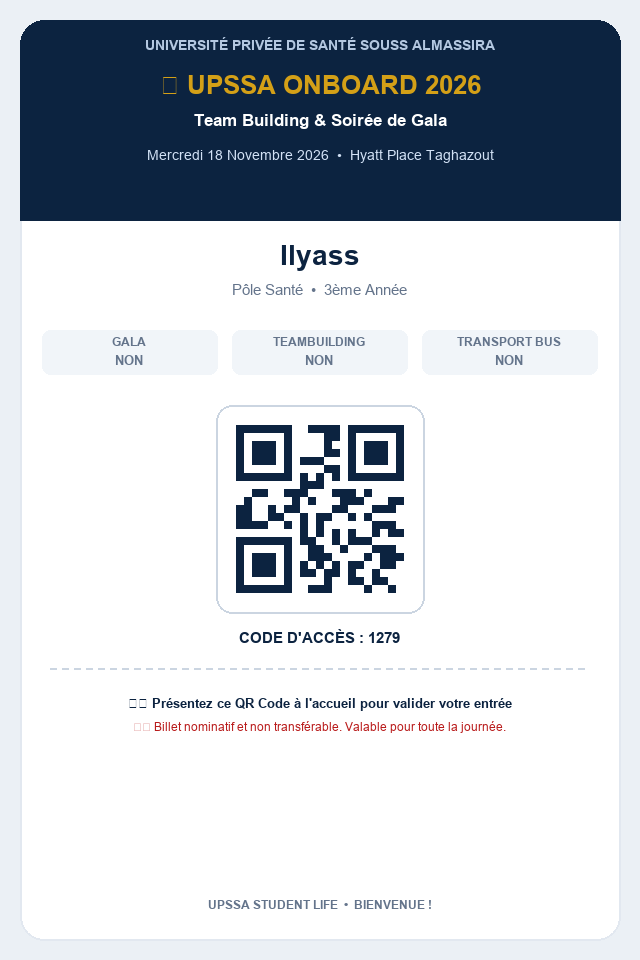 UNIVERSITÉ PRIVÉE DE SANTÉ SOUSS ALMASSIRA
UPSSA ONBOARD 2026
Team Building & Soirée de Gala
Mercredi 18 Novembre 2026 • Hyatt Place Taghazout
Ilyass
Pôle Santé • 3ème Année
GALA
NON
TEAMBUILDING
NON
TRANSPORT BUS
NON
CODE D'ACCÈS : 1279
Présentez ce QR Code à l'accueil pour valider votre entrée
Billet nominatif et non transférable. Valable pour toute la journée.
UPSSA STUDENT LIFE • BIENVENUE !